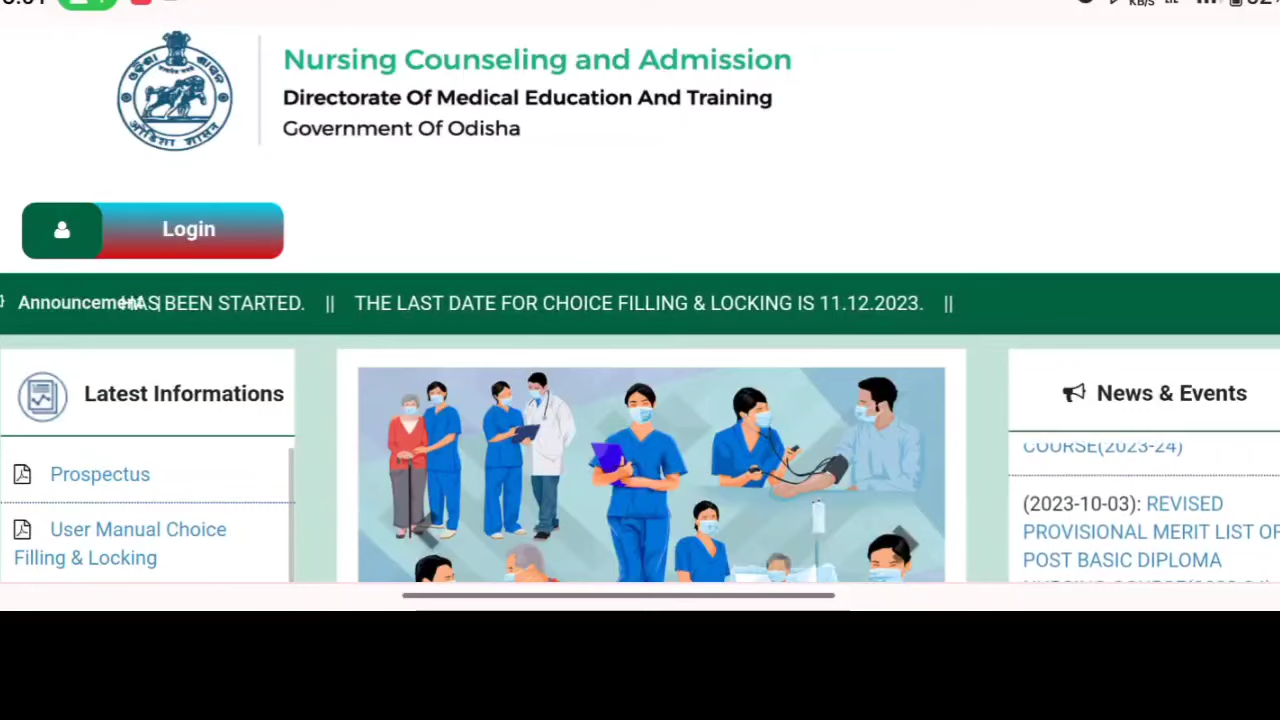 KB/S
Nursing Counseling and Admission
Directorate Of Medical Education And Training
Government Of Odisha
Login
Announcement HAS BEEN STARTED. || THE LAST DATE FOR CHOICE FILLING & LOCKING IS 11.12.2023. ||
Latest Informations
Prospectus
User Manual Choice
Filling & Locking
News & Events
COURSE(2023-24)
(2023-10-03): REVISED
PROVISIONAL MERIT LIST OF
POST BASIC DIPLOMA